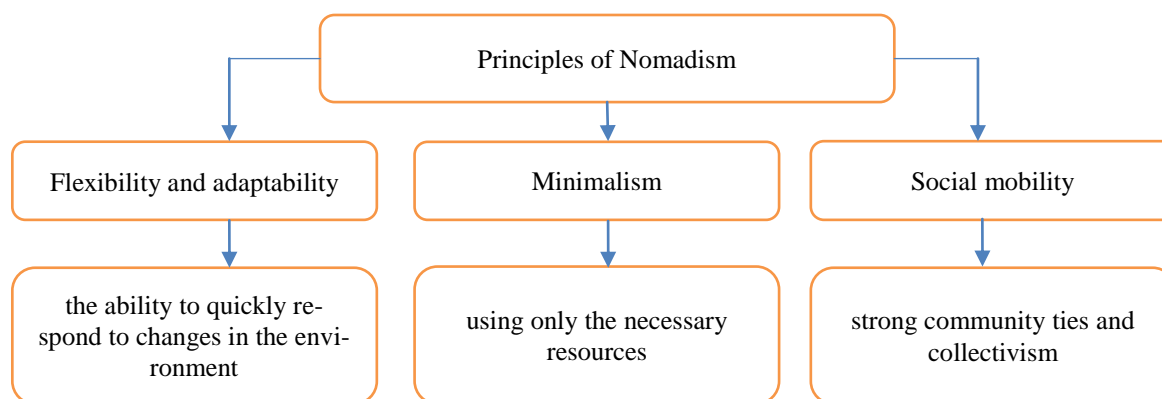 Principles of Nomadism
Flexibility and adaptability
Minimalism
Social mobility
the ability to quickly re-
spond to changes in the envi-
ronment
using only the necessary
resources
strong community ties and
collectivism